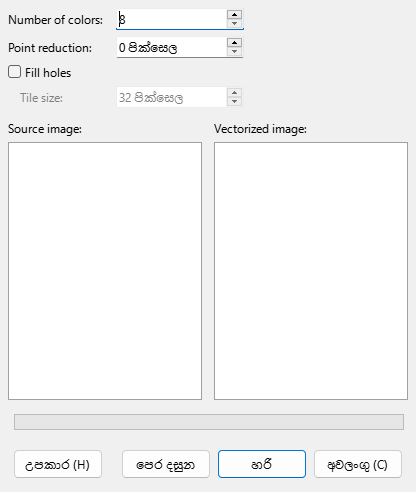 Number of colors: 8
Point reduction: 0 පික්සෙල
Fill holes
Tile size: 32 පික්සෙල
Source image: Vectorized image:
උපකාර (H) පෙර දසුන හරි අවලංගු (C)